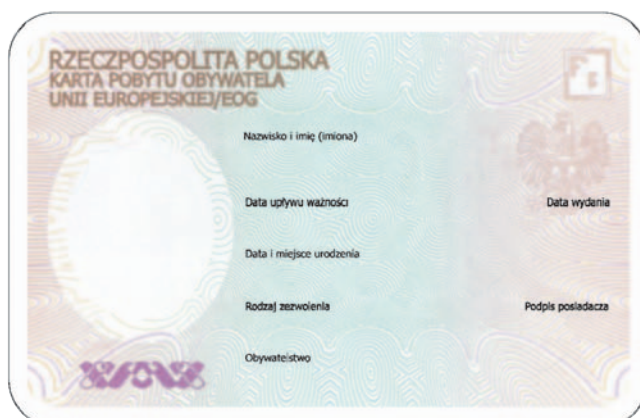 RZECZPOSPOLITA POLSKA
KARTA POBYTU OBYWATELA
UNII EUROPEJSKIEJ/EOG
Nazwisko i imię (imiona)
Data upływu ważności
Data wydania
Data i miejsce urodzenia
Rodzaj zezwolenia
Podpis posiadacza
Obywatelstwo